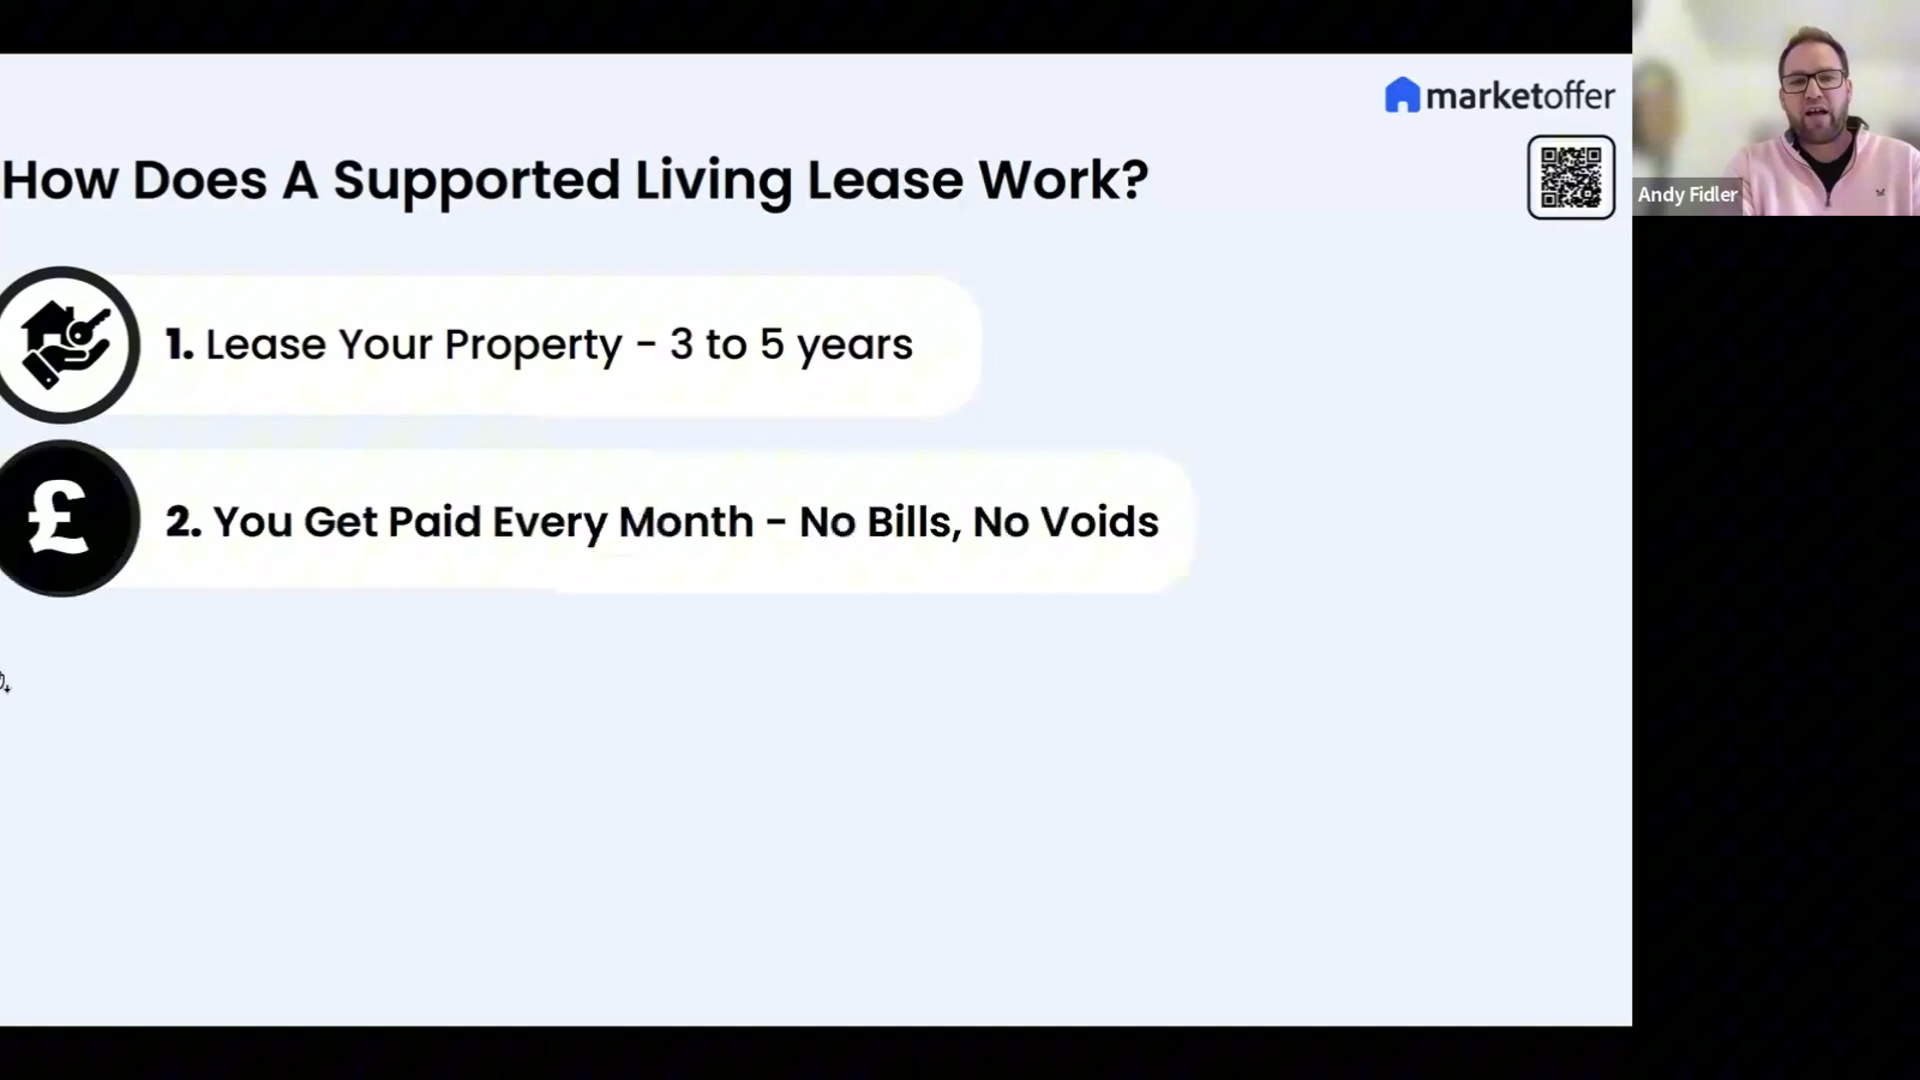 marketoffer
How Does A Supported Living Lease Work?
Andy Fidler
1. Lease Your Property - 3 to 5 years
£
2. You Get Paid Every Month - No Bills, No Voids